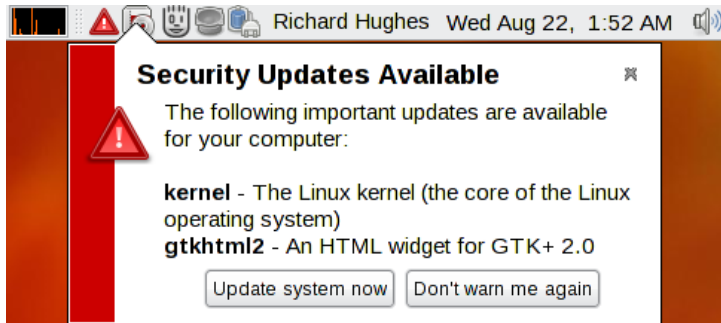 Richard Hughes Wed Aug 22, 1:52 AM
Security Updates Available
The following important updates are available
for your computer:
kernel - The Linux kernel (the core of the Linux
operating system)
gtkhtml2 - An HTML widget for GTK+ 2.0
Update system now Don't warn me again